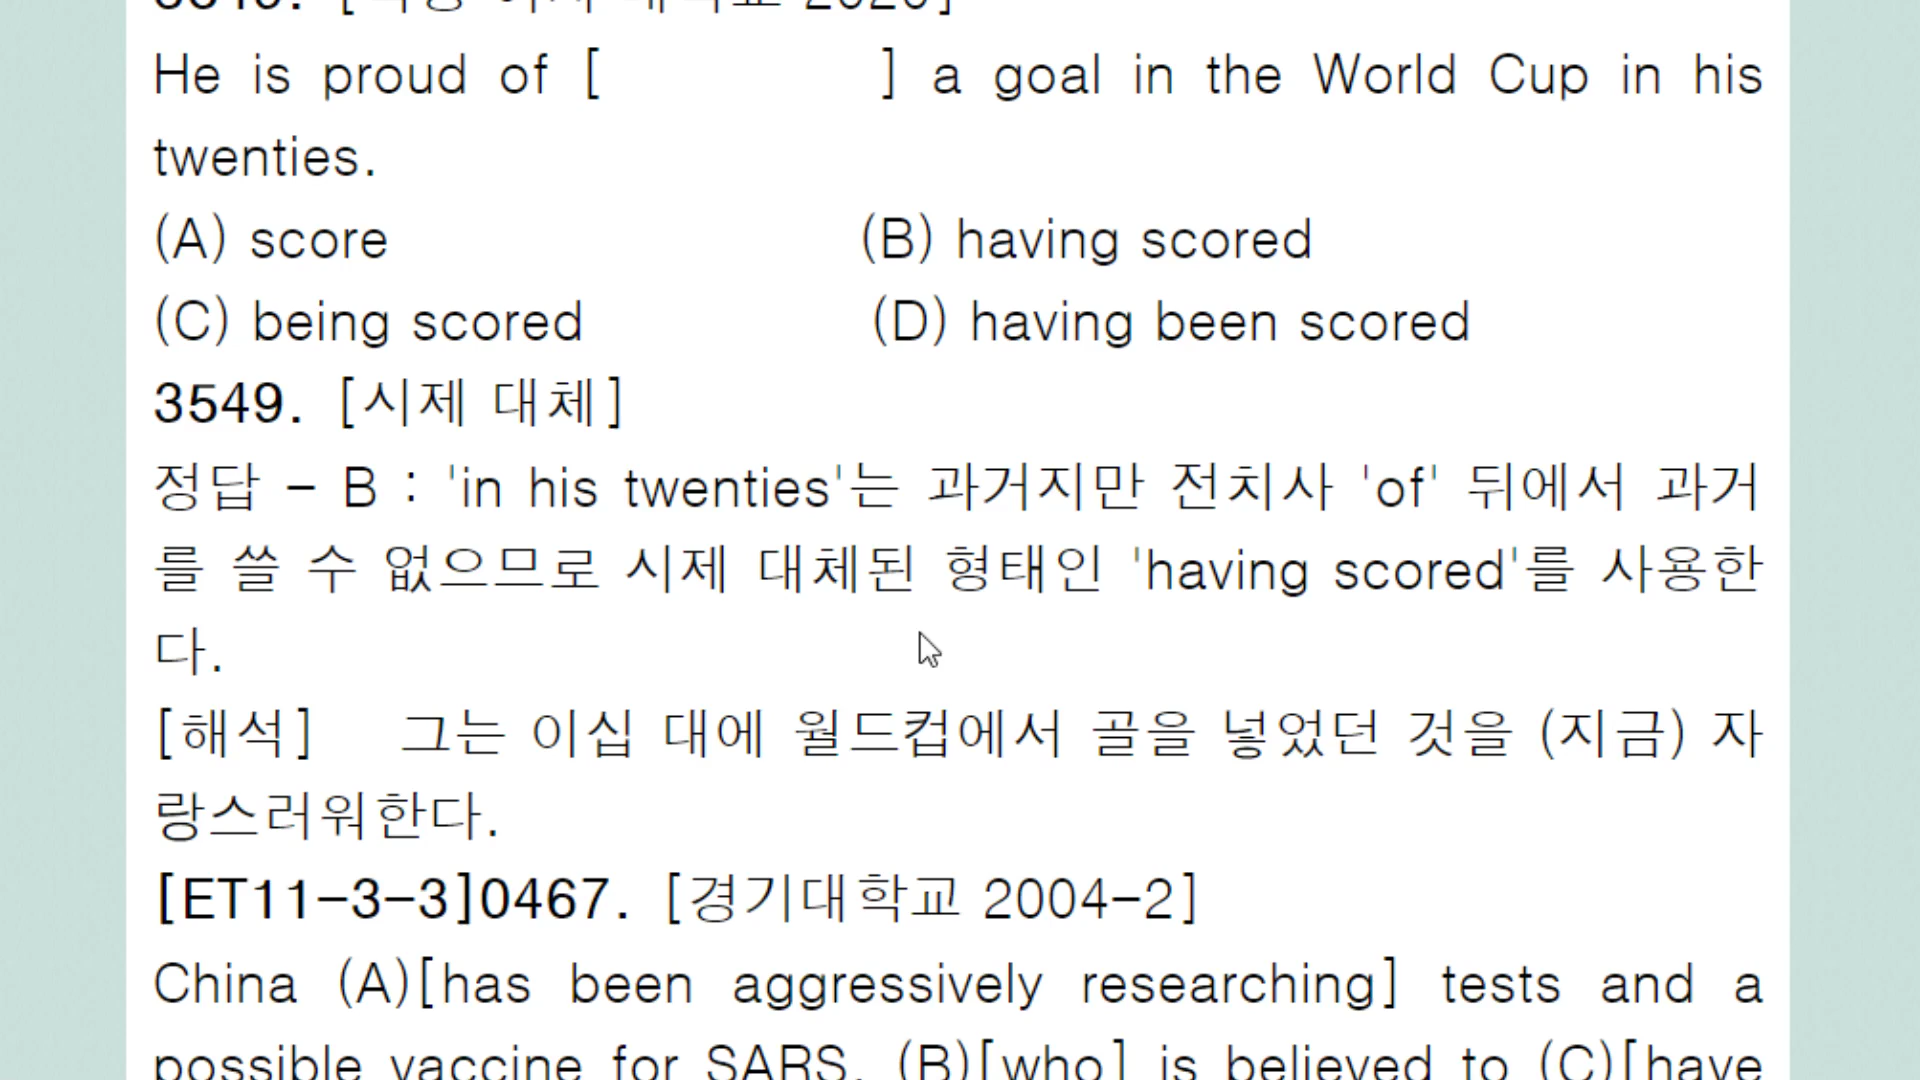 He is proud of [ ] a goal in the World Cup in his
twenties.
(A) score (B) having scored
(C) being scored (D) having been scored
3549. [시제 대체]
정답 - B : 'in his twenties'는 과거지만 전치사 'of' 뒤에서 과거
를 쓸 수 없으므로 시제 대체된 형태인 'having scored'를 사용한
다.
[해석] 그는 이십 대에 월드컵에서 골을 넣었던 것을 (지금) 자
랑스러워한다.
[ET11-3-3]0467. [경기대학교 2004-2]
China (A)[has been aggressively researching] tests and a
possible vaccine for SARS, (B)[who] is believed to (C)[have